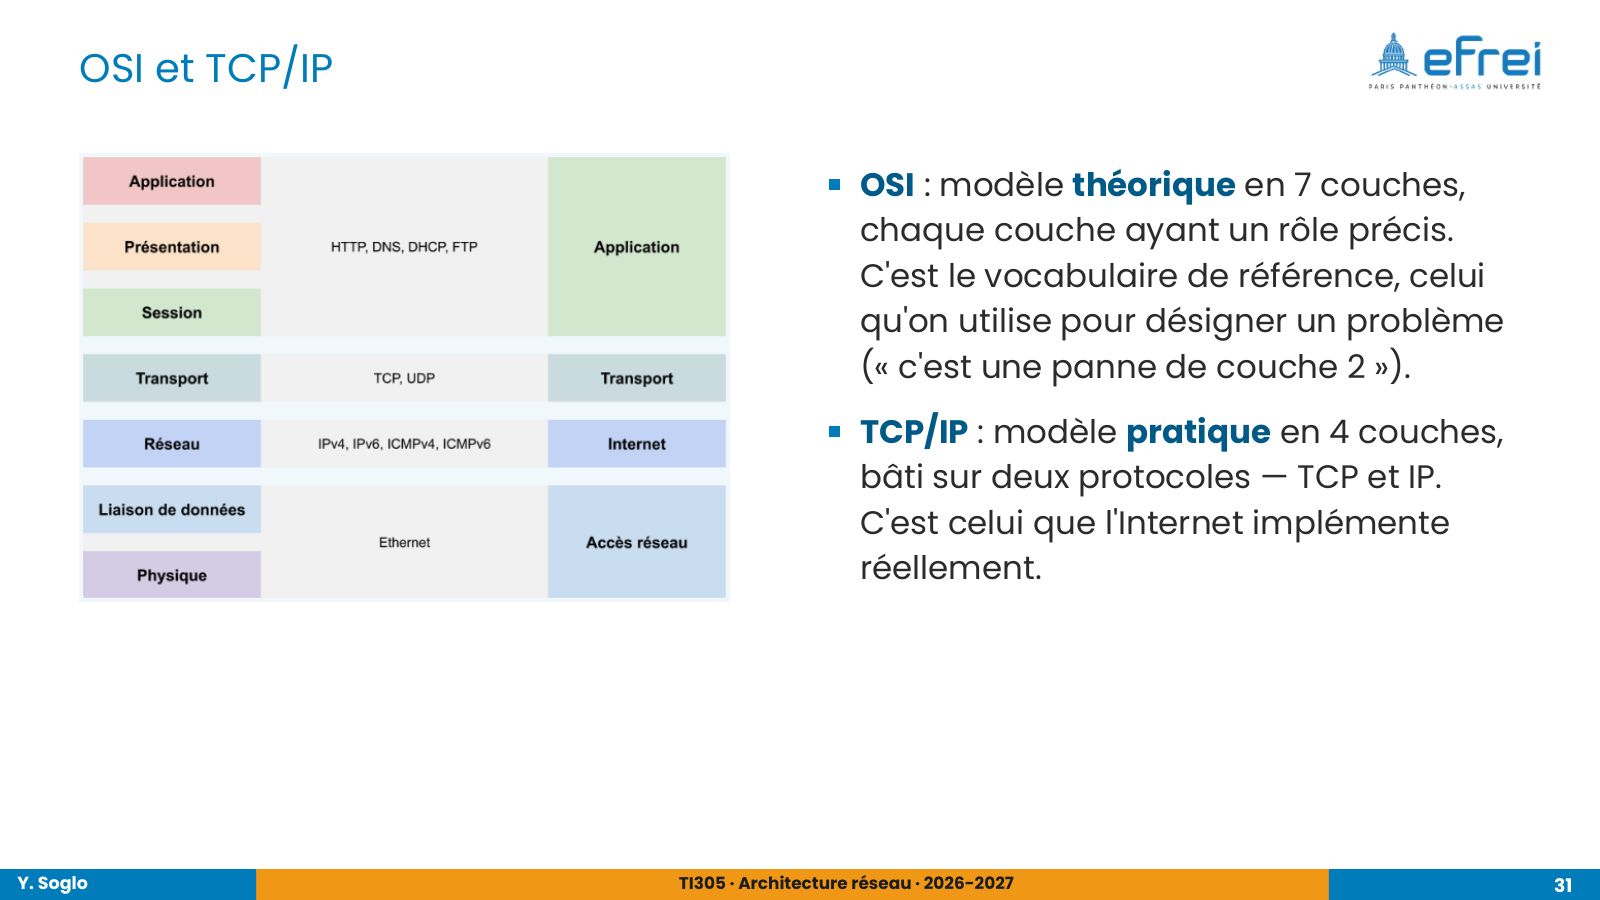 OSI et TCP/IP
efrei
PARIS PANTHÉON-ASSAS UNIVERSITÉ
Application
Présentation
Session
Transport
Réseau
Liaison de données
Physique
HTTP, DNS, DHCP, FTP
TCP, UDP
IPv4, IPv6, ICMPv4, ICMPv6
Ethernet
Application
Transport
Internet
Accès réseau
OSI : modèle théorique en 7 couches,
chaque couche ayant un rôle précis.
C'est le vocabulaire de référence, celui
qu'on utilise pour désigner un problème
(« c'est une panne de couche 2 »).
TCP/IP : modèle pratique en 4 couches,
bâti sur deux protocoles — TCP et IP.
C'est celui que l'Internet implémente
réellement.
Y. Soglo
TI305 · Architecture réseau · 2026-2027
31